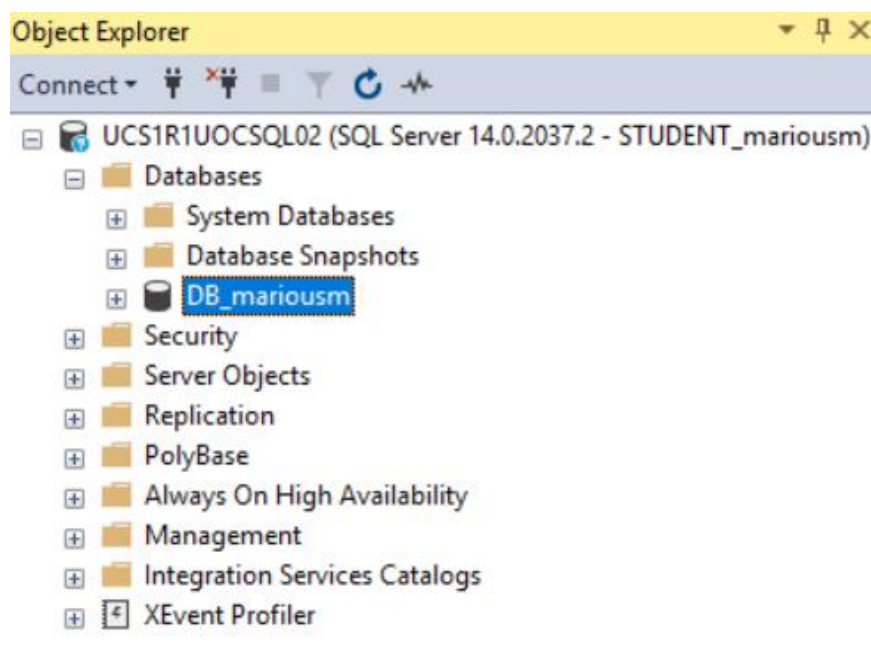 Object Explorer
Connect
UCS1R1UOCSQL02 (SQL Server 14.0.2037.2 - STUDENT_mariousm)
Databases
System Databases
Database Snapshots
DB_mariousm
Security
Server Objects
Replication
PolyBase
Always On High Availability
Management
Integration Services Catalogs
XEvent Profiler